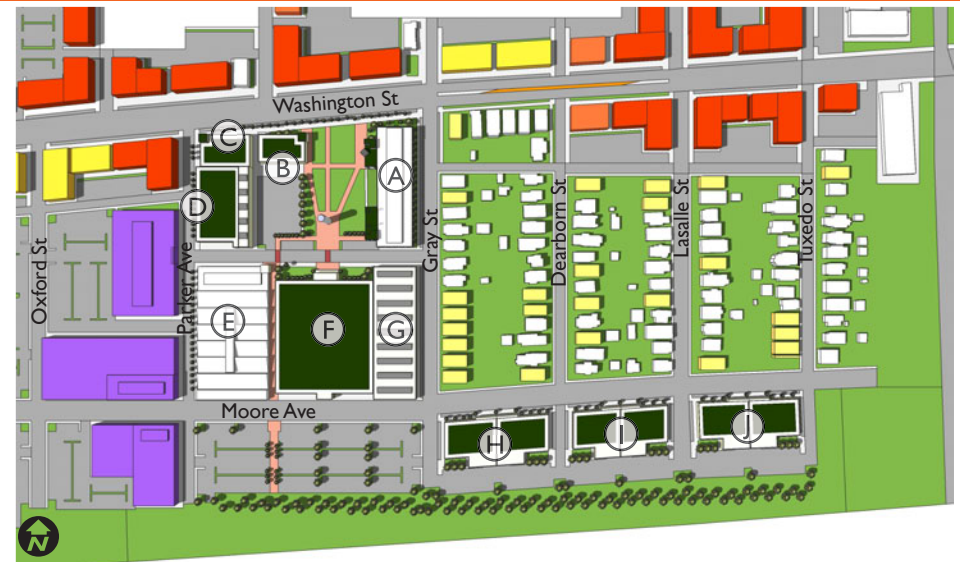 Washington St
C
B
A
D
Gray St
Dearborn St
Lasalle St
Tuxedo St
Oxford St
Parker Ave
E
F
G
Moore Ave
H
I
J
N